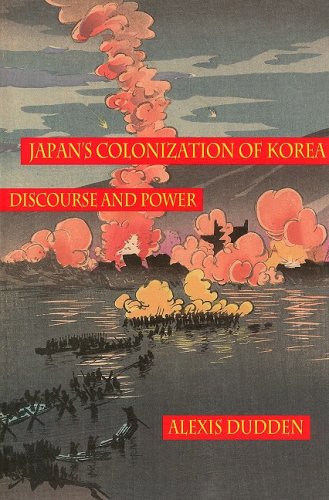 JAPAN'S COLONIZATION OF KOREA
DISCOURSE AND POWER
ALEXIS DUDDEN